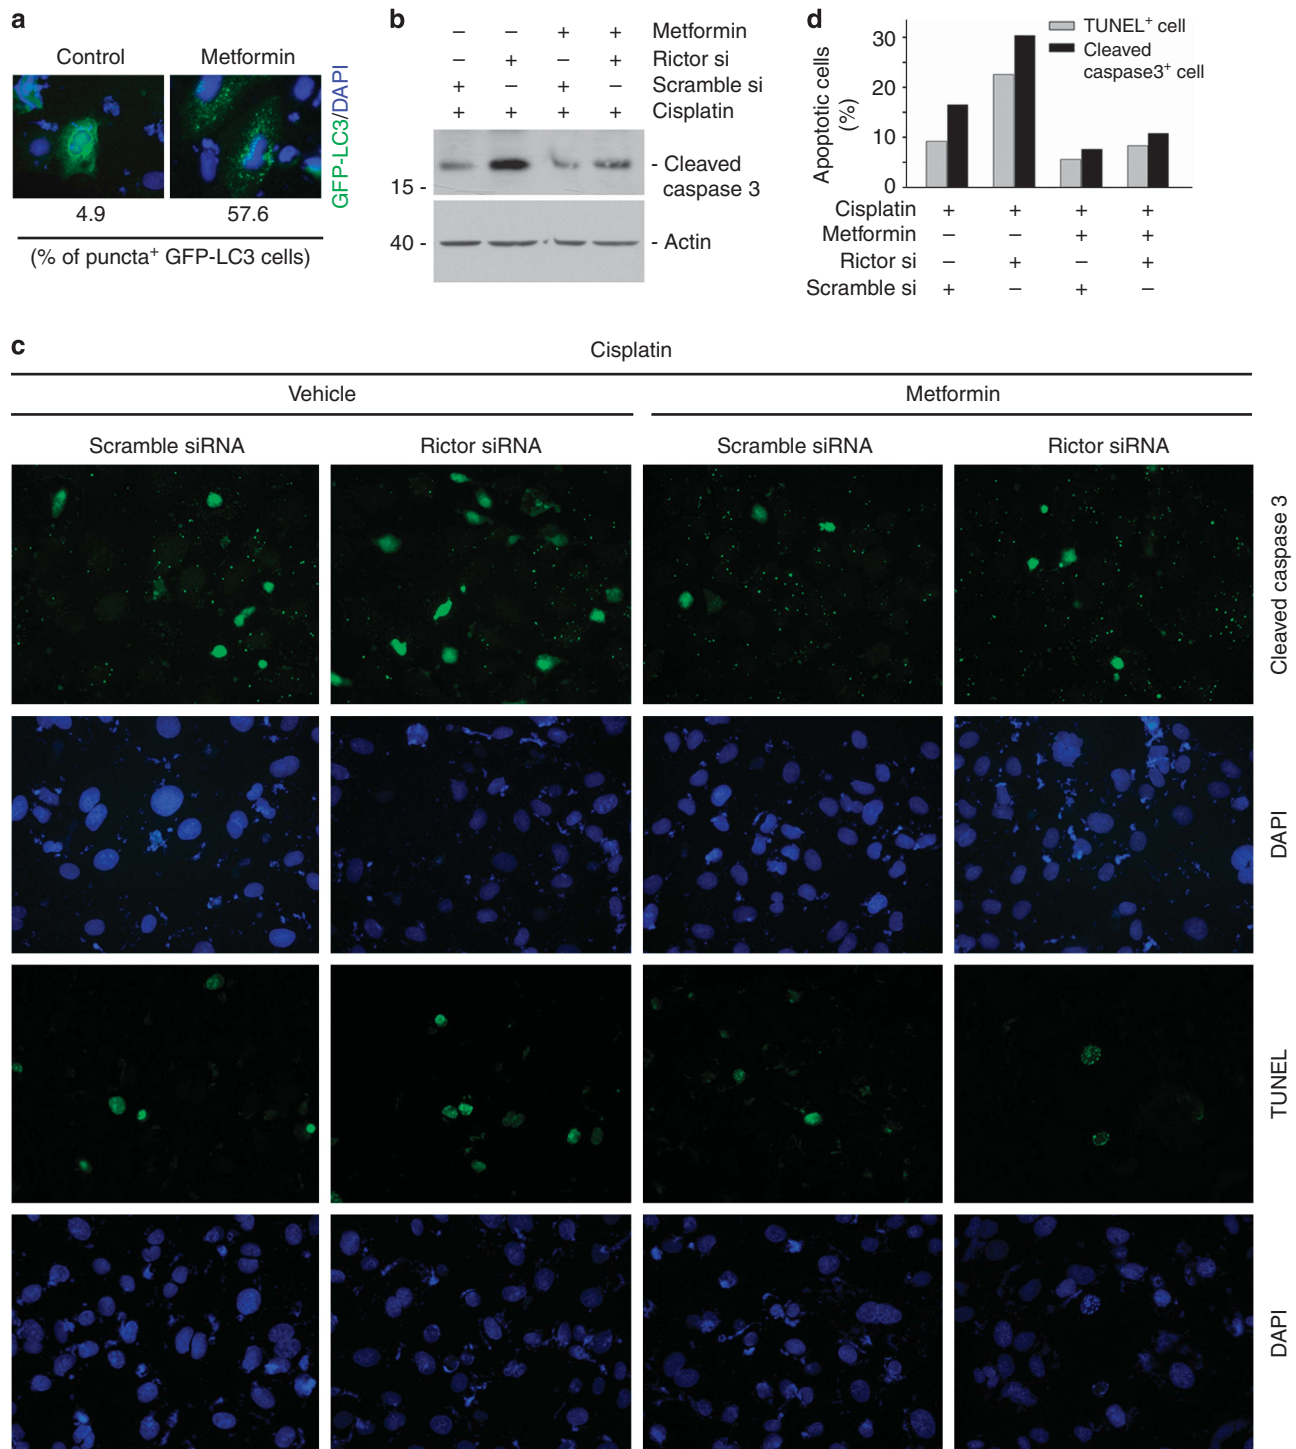 a
Control Metformin
GFP-LC3/DAPI
4.9 57.6
(% of puncta+ GFP-LC3 cells)
b
– – + + Metformin
– + – + Rictor si
+ – + – Scramble si
+ + + + Cisplatin
- Cleaved
caspase 3
15 -
40 - - Actin
d
TUNEL+ cell
Cleaved
caspase3+ cell
Apoptotic cells
(%)
30
20
10
0
Cisplatin + + + +
Metformin – – + +
Rictor si – + – +
Scramble si + – + –
c
Cisplatin
Vehicle Metformin
Scramble siRNA Rictor siRNA Scramble siRNA Rictor siRNA
Cleaved caspase 3
DAPI
TUNEL
DAPI